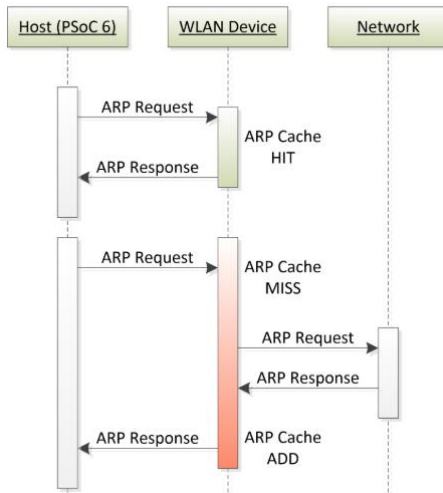 Host (PSoC 6) WLAN Device Network
ARP Request
ARP Cache
HIT
ARP Response
ARP Request
ARP Cache
MISS
ARP Request
ARP Response
ARP Response
ARP Cache
ADD